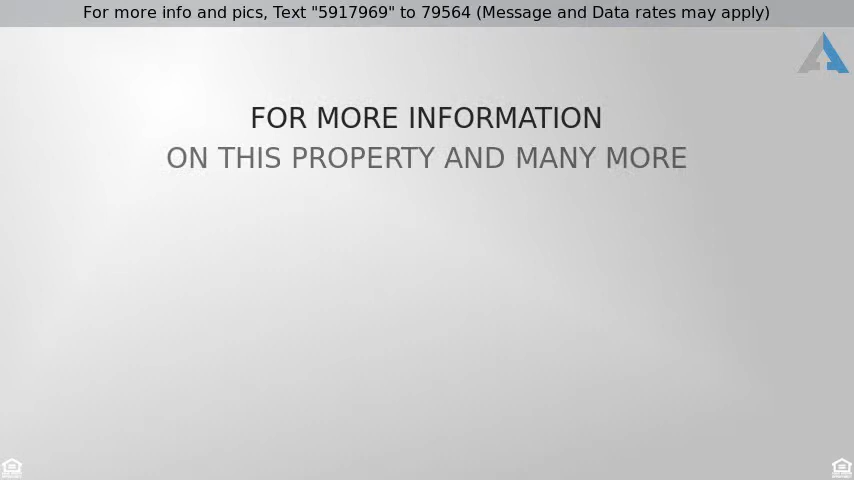 For more info and pics, Text "5917969" to 79564 (Message and Data rates may apply)
FOR MORE INFORMATION
ON THIS PROPERTY AND MANY MORE